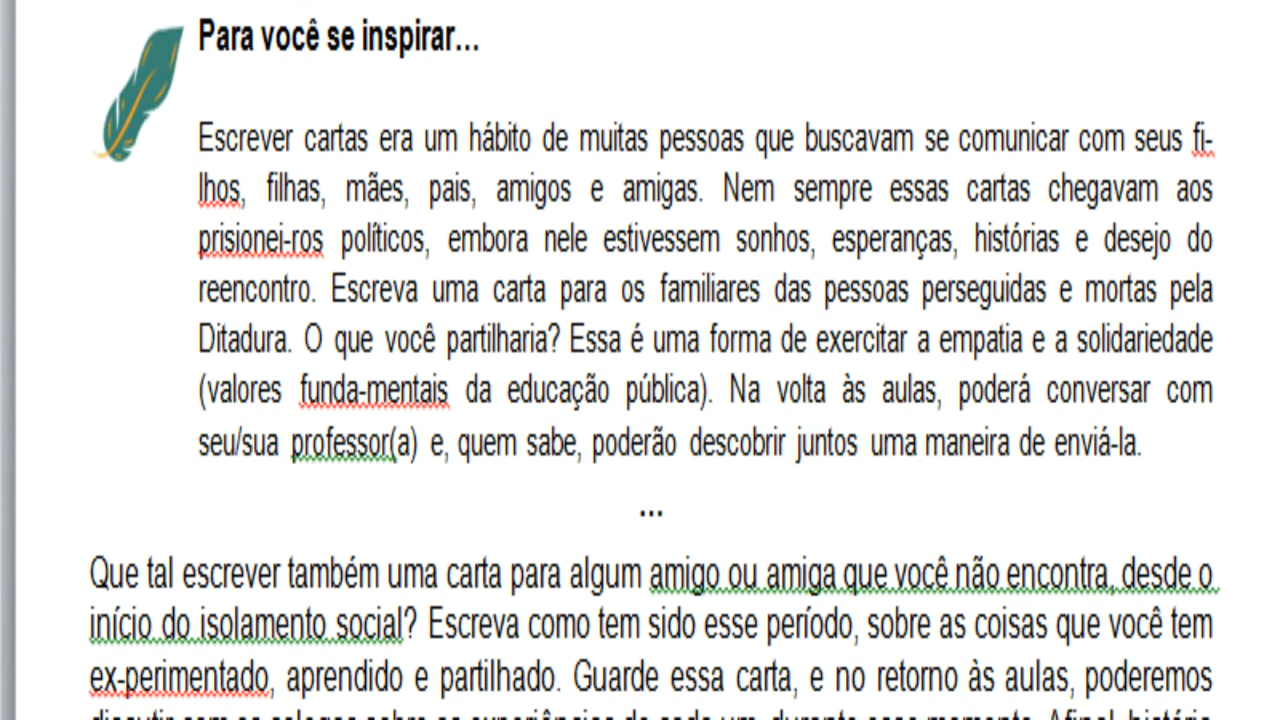 Para você se inspirar...
Escrever cartas era um hábito de muitas pessoas que buscavam se comunicar com seus fi-
lhos, filhas, mães, pais, amigos e amigas. Nem sempre essas cartas chegavam aos
prisionei-ros políticos, embora nele estivessem sonhos, esperanças, histórias e desejo do
reencontro. Escreva uma carta para os familiares das pessoas perseguidas e mortas pela
Ditadura. O que você partilharia? Essa é uma forma de exercitar a empatia e a solidariedade
(valores funda-mentais da educação pública). Na volta às aulas, poderá conversar com
seu/sua professor(a) e, quem sabe, poderão descobrir juntos uma maneira de enviá-la.
...
Que tal escrever também uma carta para algum amigo ou amiga que você não encontra, desde o
início do isolamento social? Escreva como tem sido esse período, sobre as coisas que você tem
ex-perimentado, aprendido e partilhado. Guarde essa carta, e no retorno às aulas, poderemos